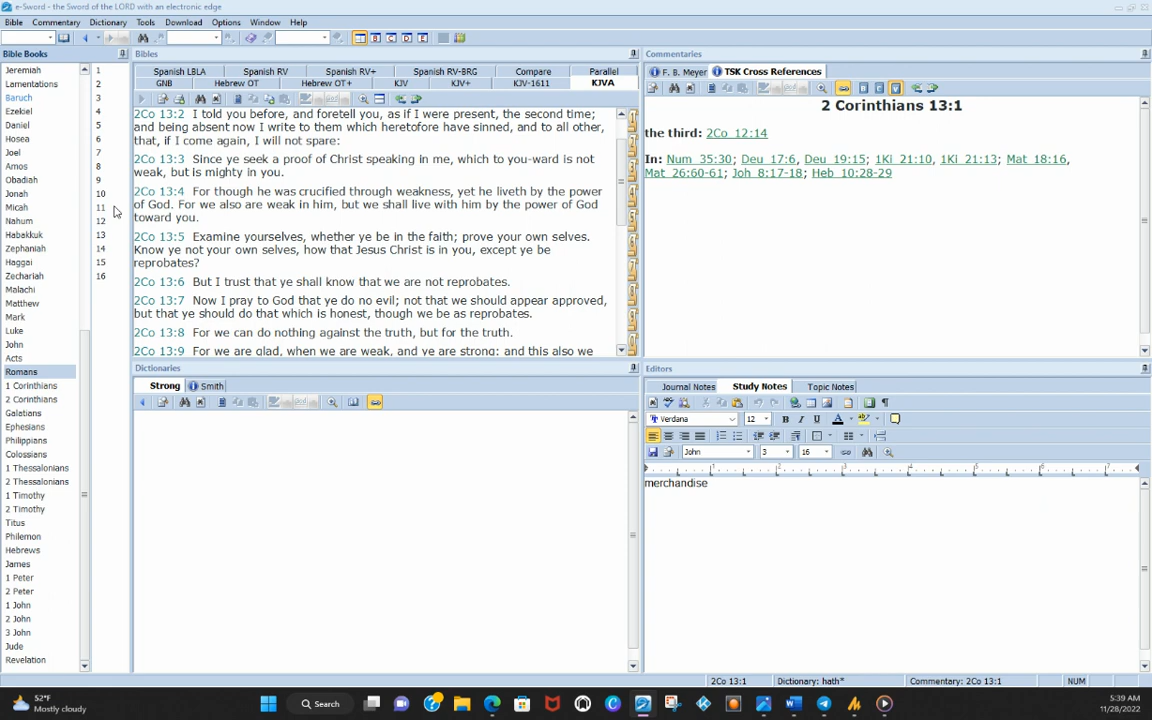 e-Sword - the Sword of the LORD with an electronic edge
Bible Commentary Dictionary Tools Download Options Window Help
B C D E
Bible Books
Jeremiah
Lamentations
Baruch
Ezekiel
Daniel
Hosea
Joel
Amos
Obadiah
Jonah
Micah
Nahum
Habakkuk
Zephaniah
Haggai
Zechariah
Malachi
Matthew
Mark
Luke
John
Acts
Romans
1 Corinthians
2 Corinthians
Galatians
Ephesians
Philippians
Colossians
1 Thessalonians
2 Thessalonians
1 Timothy
2 Timothy
Titus
Philemon
Hebrews
James
1 Peter
2 Peter
1 John
2 John
3 John
Jude
Revelation
1
2
3
4
5
6
7
8
9
10
11
12
13
14
15
16
Bibles
Spanish LBLA Spanish RV Spanish RV+ Spanish RV-BRG Compare Parallel
GNB Hebrew OT Hebrew OT+ KJV KJV+ KJV-1611 KJVA
2Co 13:2 I told you before, and foretell you, as if I were present, the second time;
and being absent now I write to them which heretofore have sinned, and to all other,
that, if I come again, I will not spare:
2Co 13:3 Since ye seek a proof of Christ speaking in me, which to you-ward is not
weak, but is mighty in you.
2Co 13:4 For though he was crucified through weakness, yet he liveth by the power
of God. For we also are weak in him, but we shall live with him by the power of God
toward you.
2Co 13:5 Examine yourselves, whether ye be in the faith; prove your own selves.
Know ye not your own selves, how that Jesus Christ is in you, except ye be
reprobates?
2Co 13:6 But I trust that ye shall know that we are not reprobates.
2Co 13:7 Now I pray to God that ye do no evil; not that we should appear approved,
but that ye should do that which is honest, though we be as reprobates.
2Co 13:8 For we can do nothing against the truth, but for the truth.
2Co 13:9 For we are glad, when we are weak, and ye are strong: and this also we
Commentaries
F. B. Meyer TSK Cross References
2 Corinthians 13:1
the third: 2Co 12:14
In: Num 35:30; Deu 17:6, Deu 19:15; 1Ki 21:10, 1Ki 21:13; Mat 18:16,
Mat 26:60-61; Joh 8:17-18; Heb 10:28-29
Dictionaries
Strong Smith
Editors
Journal Notes Study Notes Topic Notes
Verdana 12 B I U A
John 3 16
1 2 3 4 5 6 7
merchandise
2Co 13:1 Dictionary: hath* Commentary: 2Co 13:1 NUM
52°F
Mostly cloudy
Search
5:39 AM
11/28/2022